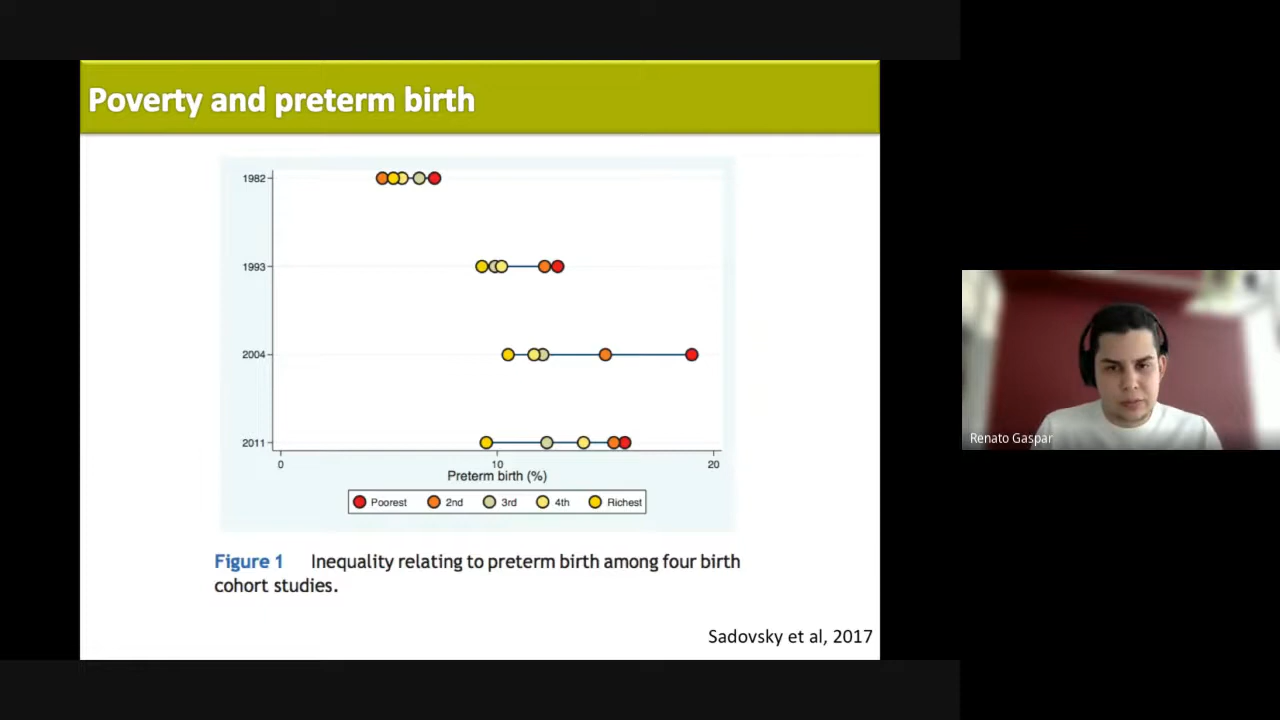 Poverty and preterm birth
1982
1993
2004
2011
0 10 20
Preterm birth (%)
Poorest 2nd 3rd 4th Richest
Figure 1 Inequality relating to preterm birth among four birth
cohort studies.
Sadovsky et al, 2017
Renato Gaspar